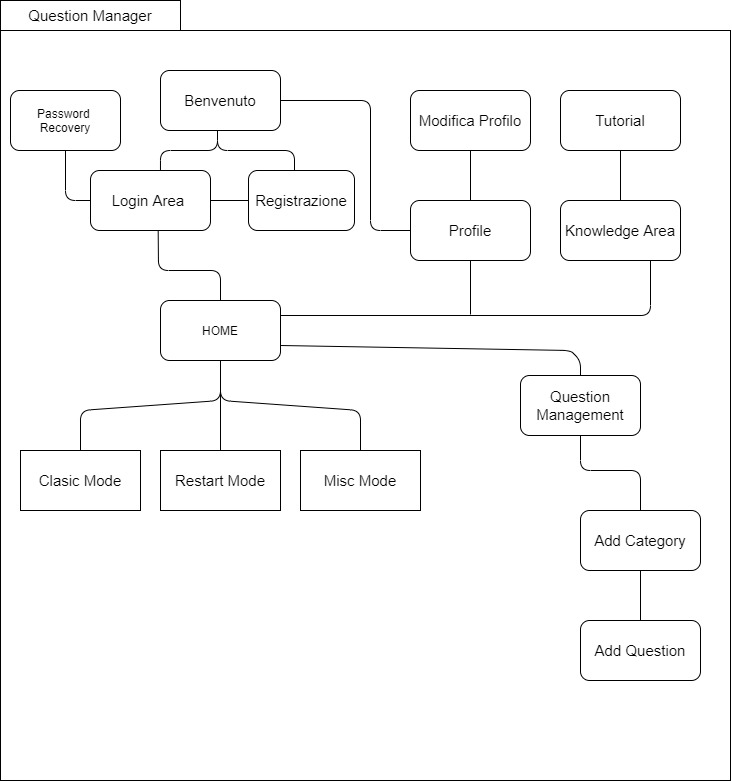 Question Manager
Benvenuto
Password
Recovery
Modifica Profilo
Tutorial
Login Area
Registrazione
Profile
Knowledge Area
HOME
Question
Management
Clasic Mode
Restart Mode
Misc Mode
Add Category
Add Question